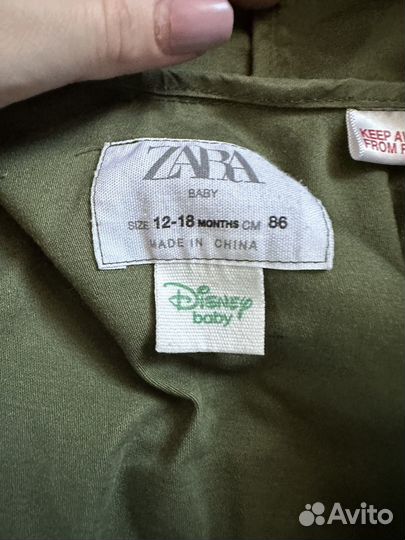 ZARA
BABY
SIZE 12-18 MONTHS CM 86
MADE IN CHINA
Disney
baby
KEEP
FROM
Avito